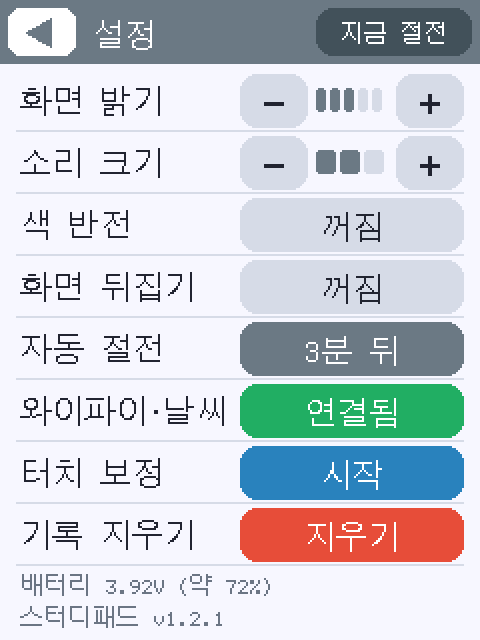 설정 지금 절전
화면 밝기 - +
소리 크기 - +
색 반전 꺼짐
화면 뒤집기 꺼짐
자동 절전 3분 뒤
와이파이·날씨 연결됨
터치 보정 시작
기록 지우기 지우기
배터리 3.92V (약 72%)
스터디패드 v1.2.1